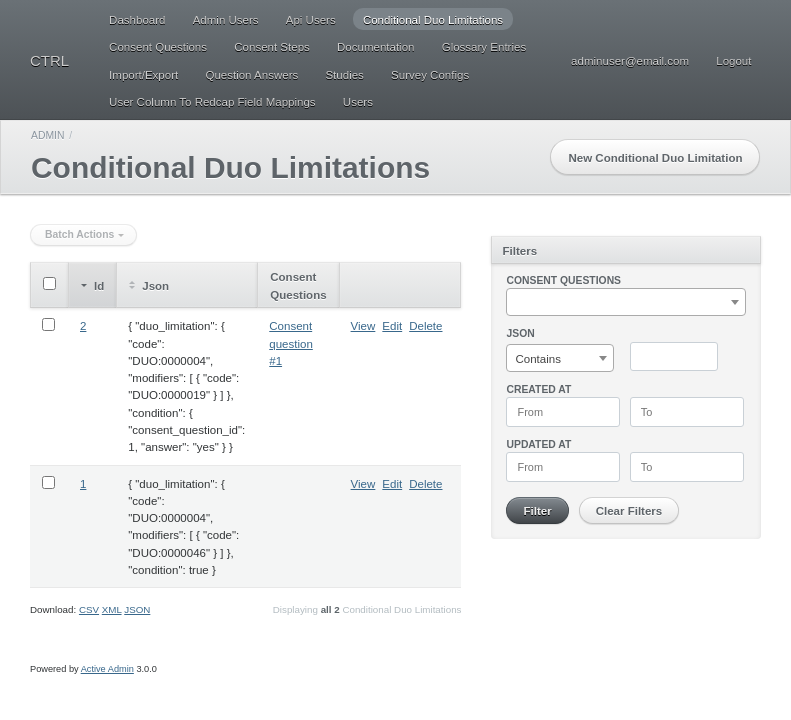 Dashboard Admin Users Api Users Conditional Duo Limitations
Consent Questions Consent Steps Documentation Glossary Entries
CTRL
adminuser@email.com Logout
Import/Export Question Answers Studies Survey Configs
User Column To Redcap Field Mappings Users
ADMIN /
Conditional Duo Limitations
New Conditional Duo Limitation
Batch Actions
Id Json Consent
Questions
2 { "duo_limitation": { Consent View Edit Delete
"code": question
"DUO:0000004", #1
"modifiers": [ { "code":
"DUO:0000019" } ] },
"condition": {
"consent_question_id":
1, "answer": "yes" } }
1 { "duo_limitation": { View Edit Delete
"code":
"DUO:0000004",
"modifiers": [ { "code":
"DUO:0000046" } ] },
"condition": true }
Download: CSV XML JSON Displaying all 2 Conditional Duo Limitations
Filters
CONSENT QUESTIONS
JSON
Contains
CREATED AT
From To
UPDATED AT
From To
Filter Clear Filters
Powered by Active Admin 3.0.0